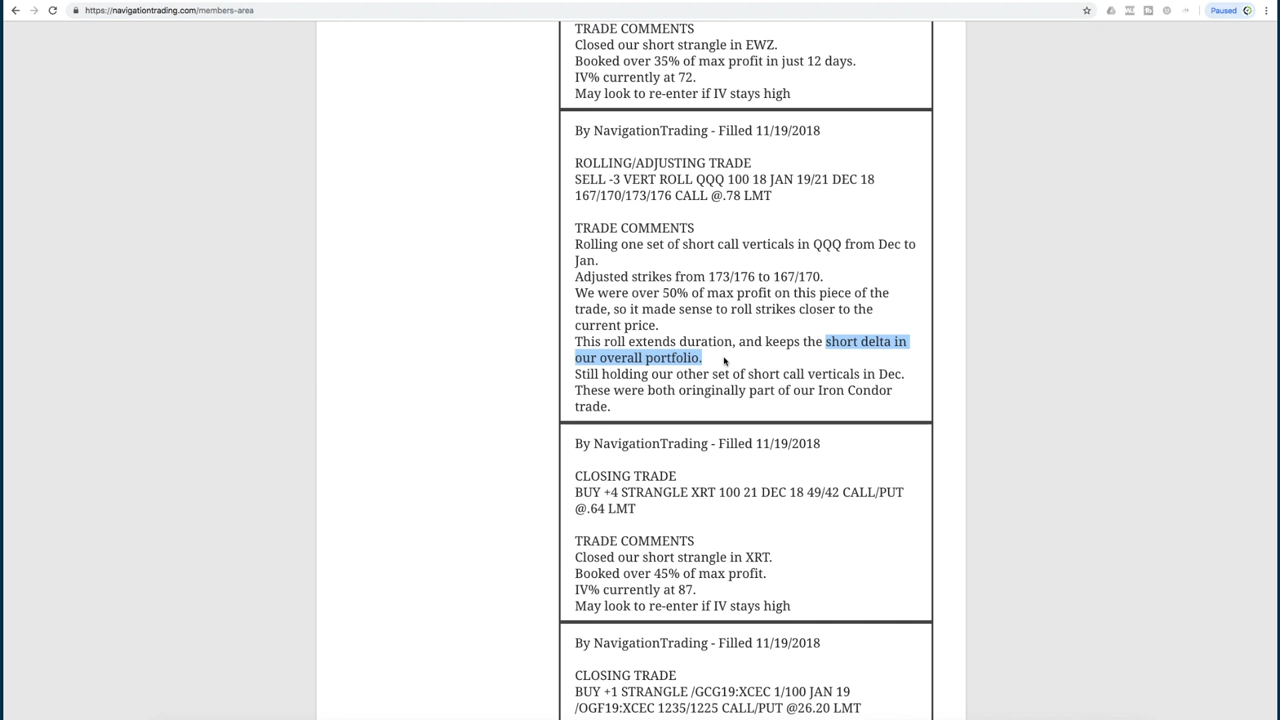 https://navigationtrading.com/members-area
Paused
TRADE COMMENTS
Closed our short strangle in EWZ.
Booked over 35% of max profit in just 12 days.
IV% currently at 72.
May look to re-enter if IV stays high
By NavigationTrading - Filled 11/19/2018
ROLLING/ADJUSTING TRADE
SELL -3 VERT ROLL QQQ 100 18 JAN 19/21 DEC 18
167/170/173/176 CALL @.78 LMT
TRADE COMMENTS
Rolling one set of short call verticals in QQQ from Dec to
Jan.
Adjusted strikes from 173/176 to 167/170.
We were over 50% of max profit on this piece of the
trade, so it made sense to roll strikes closer to the
current price.
This roll extends duration, and keeps the short delta in
our overall portfolio.
Still holding our other set of short call verticals in Dec.
These were both oringinally part of our Iron Condor
trade.
By NavigationTrading - Filled 11/19/2018
CLOSING TRADE
BUY +4 STRANGLE XRT 100 21 DEC 18 49/42 CALL/PUT
@.64 LMT
TRADE COMMENTS
Closed our short strangle in XRT.
Booked over 45% of max profit.
IV% currently at 87.
May look to re-enter if IV stays high
By NavigationTrading - Filled 11/19/2018
CLOSING TRADE
BUY +1 STRANGLE /GCG19:XCEC 1/100 JAN 19
/OGF19:XCEC 1235/1225 CALL/PUT @26.20 LMT